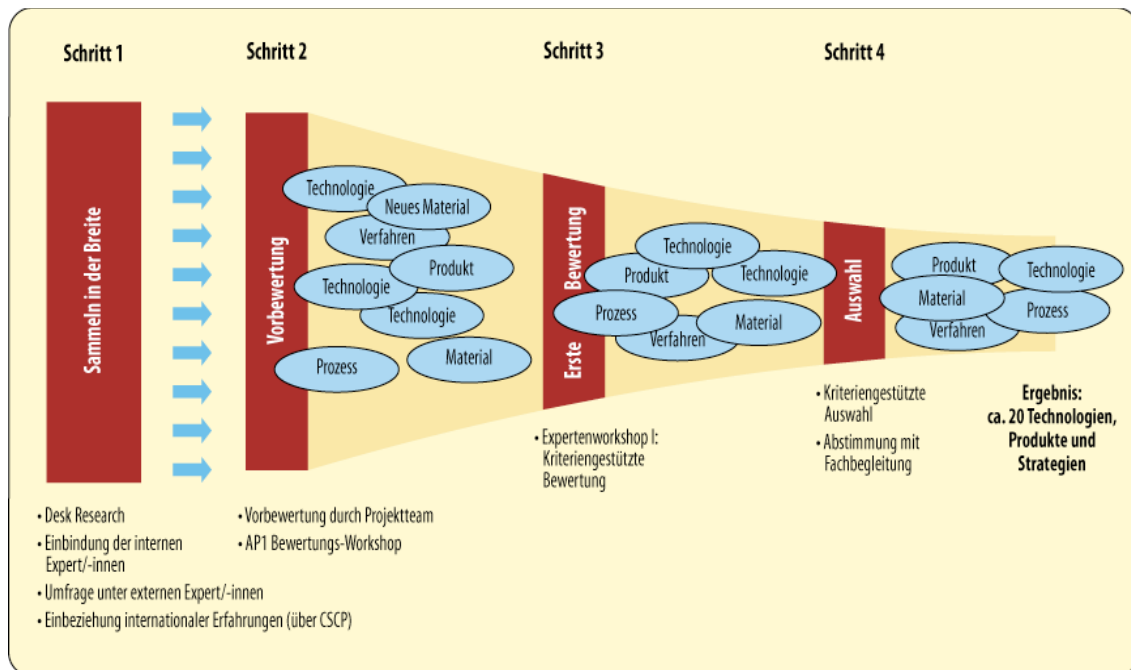 Schritt 1
Schritt 2
Schritt 3
Schritt 4
Sammeln in der Breite
Vorbewertung
Technologie
Neues Material
Verfahren
Produkt
Technologie
Technologie
Prozess
Material
Erste Bewertung
Technologie
Produkt
Technologie
Prozess
Material
Verfahren
Auswahl
Produkt
Technologie
Material
Prozess
Verfahren
• Desk Research
• Einbindung der internen
Expert/-innen
• Umfrage unter externen Expert/-innen
• Einbeziehung internationaler Erfahrungen (über CSCP)
• Vorbewertung durch Projektteam
• AP1 Bewertungs-Workshop
• Expertenworkshop I:
Kriteriengestützte
Bewertung
• Kriteriengestützte
Auswahl
• Abstimmung mit
Fachbegleitung
Ergebnis:
ca. 20 Technologien,
Produkte und
Strategien